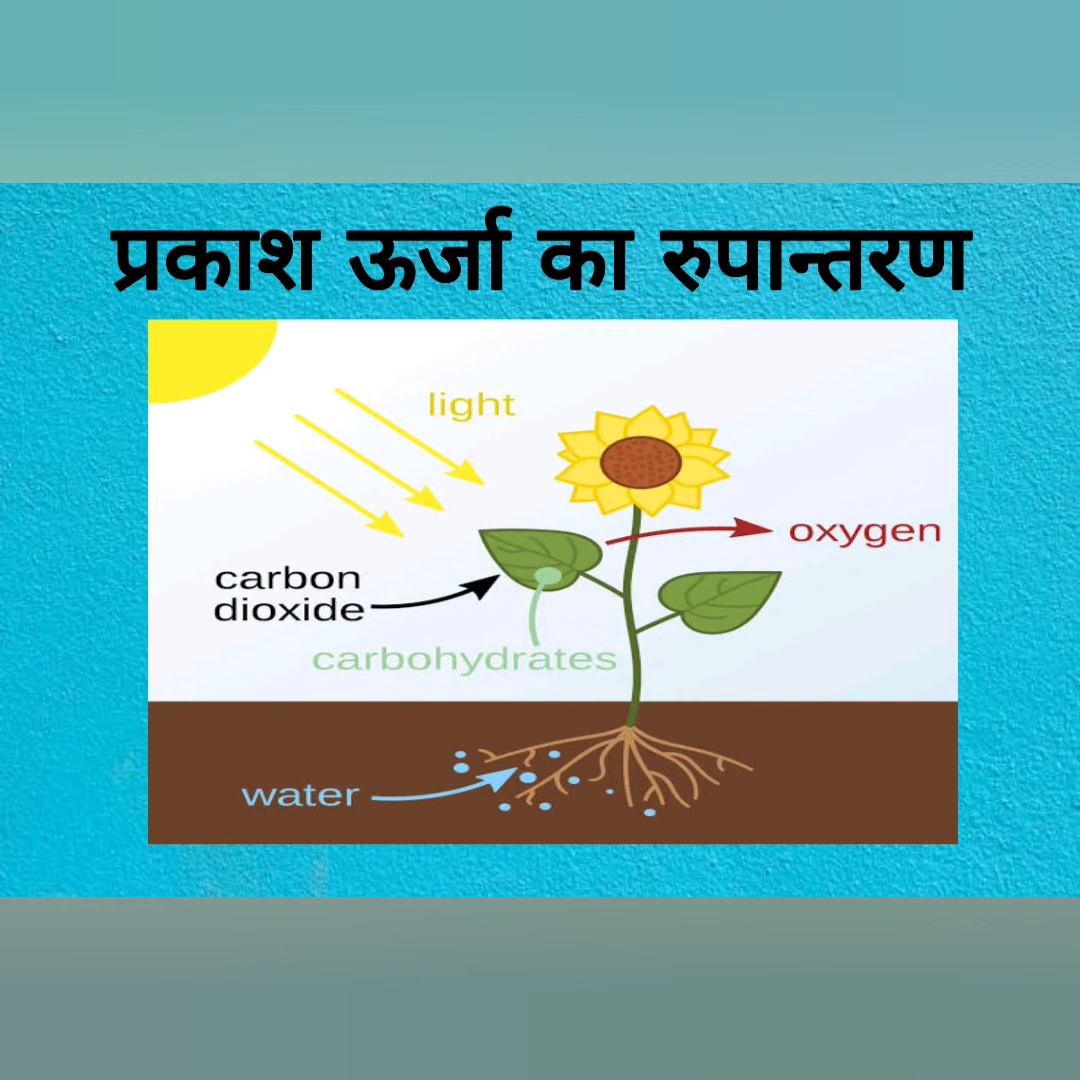 प्रकाश ऊर्जा का रुपान्तरण
light
oxygen
carbon
dioxide
carbohydrates
water